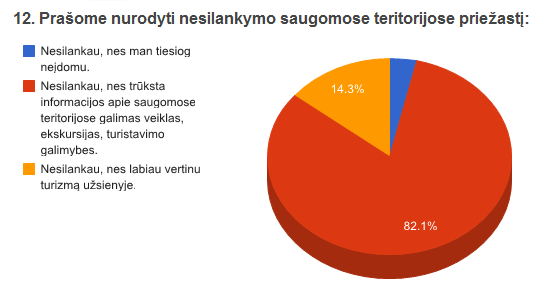 12. Prašome nurodyti nesilankymo saugomose teritorijose priežastį:
Nesilankau, nes man tiesiog
neįdomu.
Nesilankau, nes trūksta
informacijos apie saugomose
teritorijose galimas veiklas,
ekskursijas, turistavimo
galimybes.
Nesilankau, nes labiau vertinu
turizmą užsienyje.
14.3%
82.1%